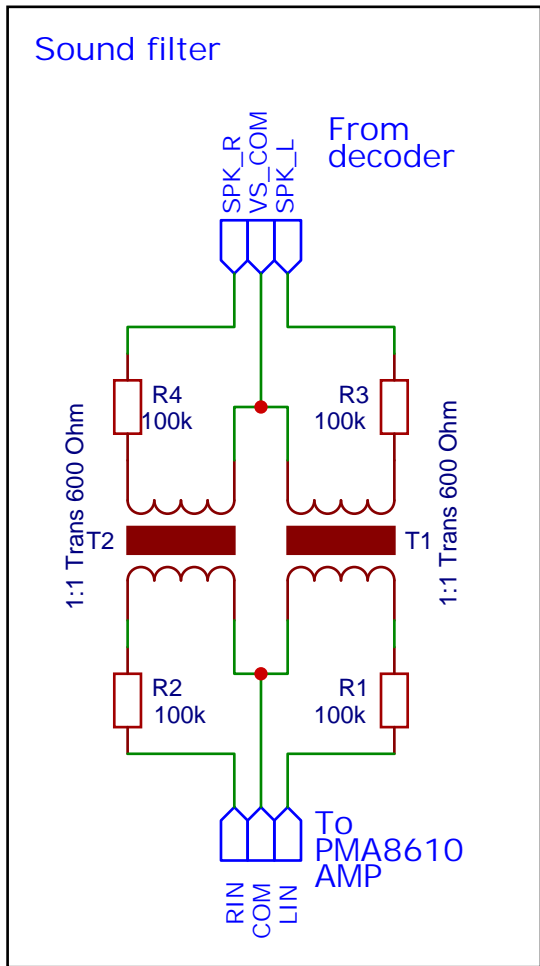 Sound filter
SPK_R
VS_COM
SPK_L
From
decoder
R4
100k
R3
100k
1:1 Trans 600 Ohm
T2
T1
1:1 Trans 600 Ohm
R2
100k
R1
100k
To
PMA8610
AMP
RIN
COM
LIN